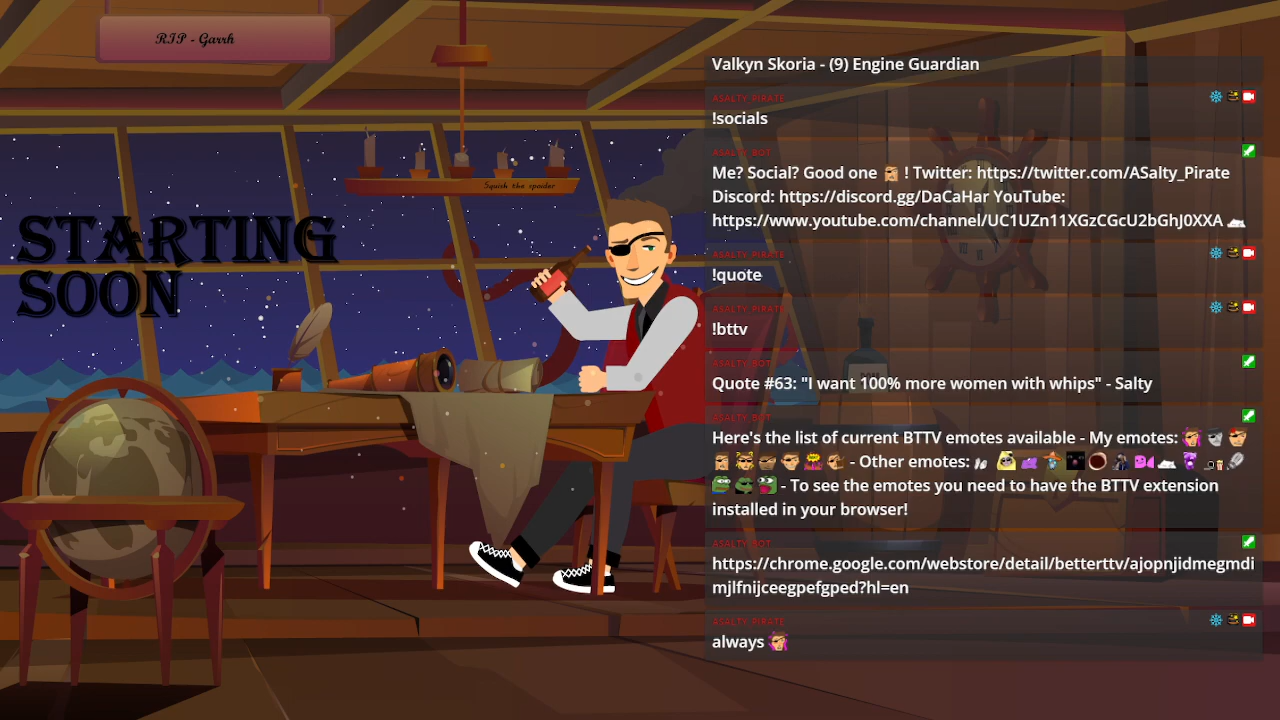 RIP - Garrh
Squish the spooder
STARTING
SOON
Valkyn Skoria - (9) Engine Guardian
ASALTY_PIRATE
!socials
ASALTY_BOT
Me? Social? Good one ! Twitter: https://twitter.com/ASalty_Pirate
Discord: https://discord.gg/DaCaHar YouTube:
https://www.youtube.com/channel/UC1UZn11XGzCGcU2bGhJ0XXA
ASALTY_PIRATE
!quote
ASALTY_PIRATE
!bttv
ASALTY_BOT
Quote #63: "I want 100% more women with whips" - Salty
ASALTY_BOT
Here's the list of current BTTV emotes available - My emotes:
- Other emotes:
- To see the emotes you need to have the BTTV extension
installed in your browser!
ASALTY_BOT
https://chrome.google.com/webstore/detail/betterttv/ajopnjidmegmdi
mjlfnijceegpefgped?hl=en
ASALTY_PIRATE
always